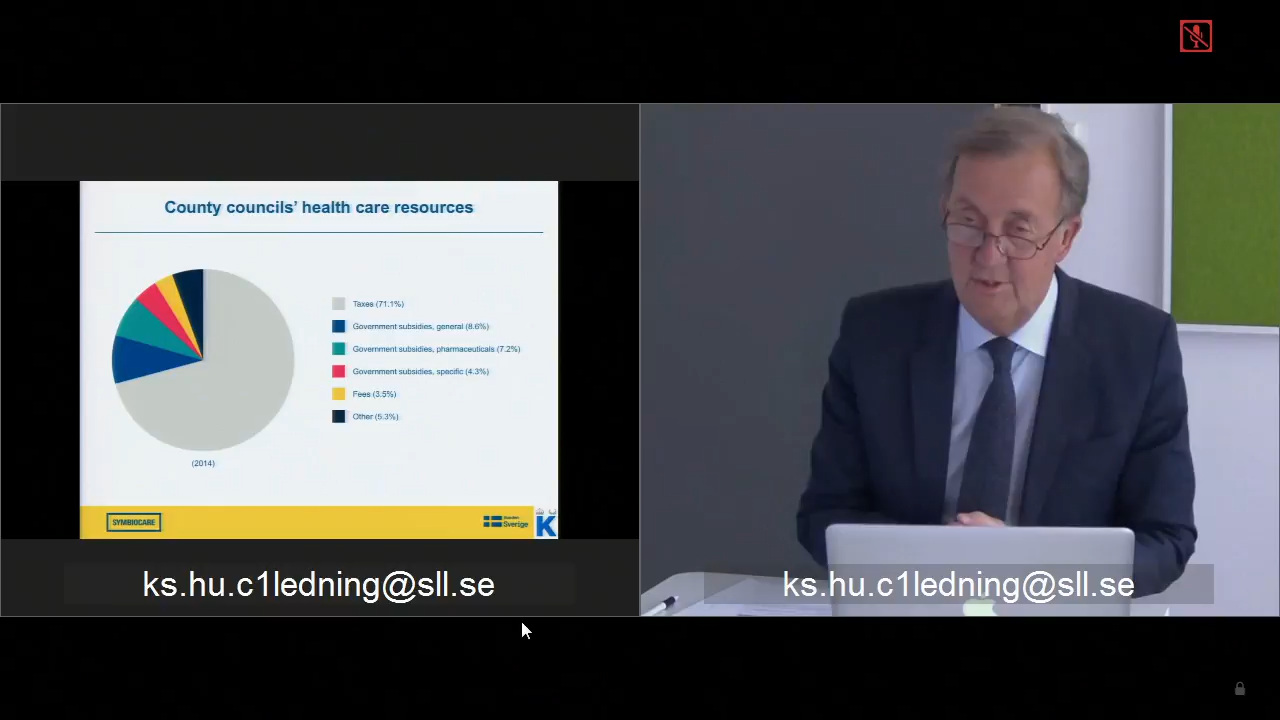 County councils' health care resources
Taxes (71.1%)
Government subsidies, general (8.6%)
Government subsidies, pharmaceuticals (7.2%)
Government subsidies, specific (4.3%)
Fees (3.5%)
Other (5.3%)
(2014)
SYMBIOCARE
Sweden
Sverige
K
ks.hu.c1ledning@sll.se
ks.hu.c1ledning@sll.se